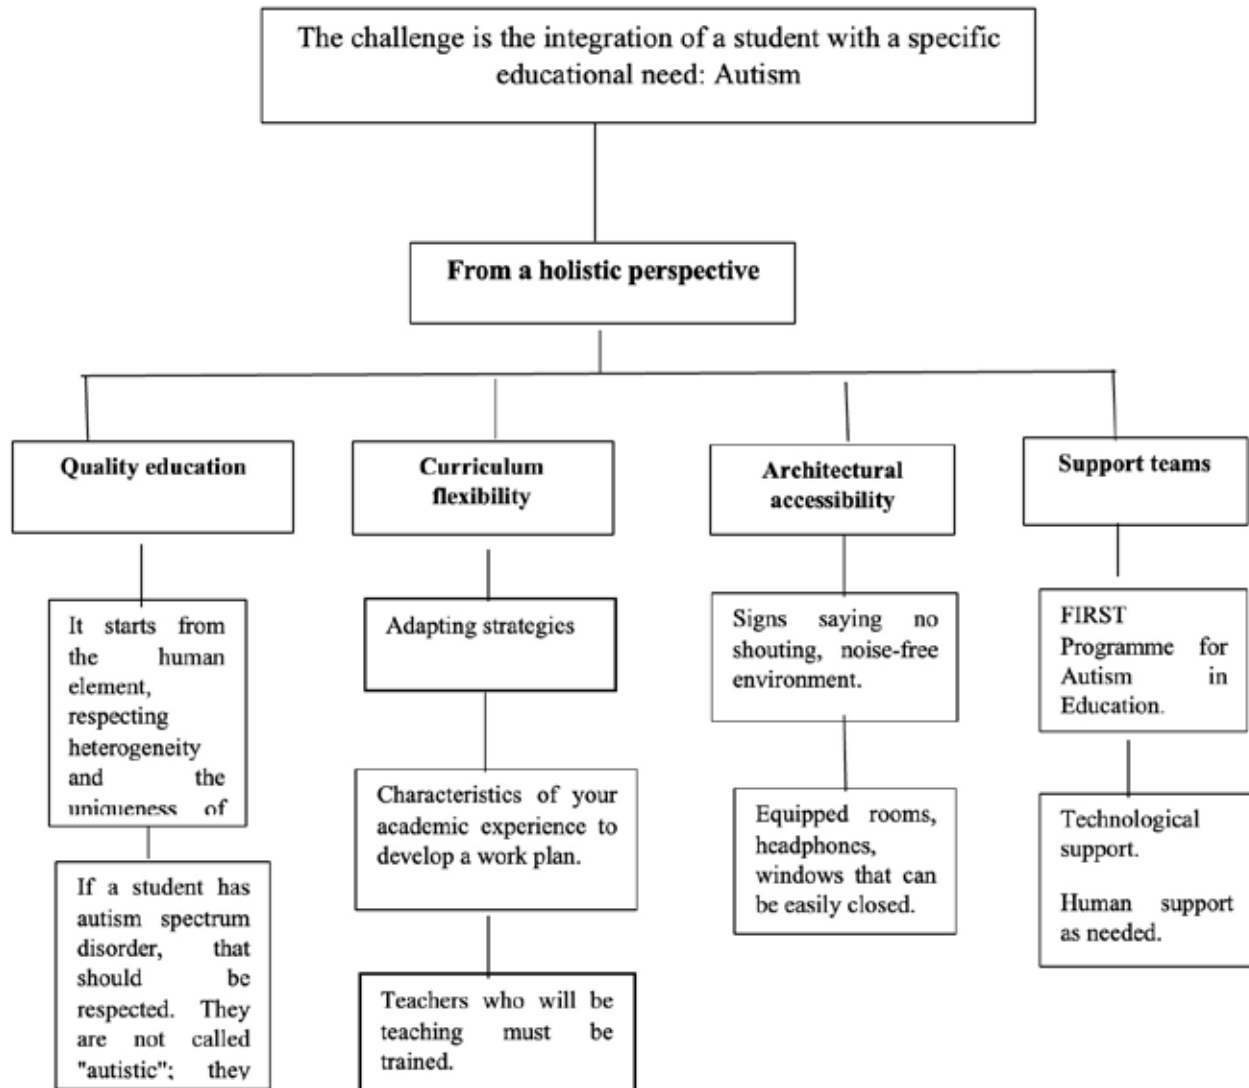 The challenge is the integration of a student with a specific
educational need: Autism
From a holistic perspective
Quality education
It starts from
the human
element,
respecting
heterogeneity
and the
uniqueness of
If a student has
autism spectrum
disorder, that
should be
respected. They
are not called
"autistic"; they
Curriculum
flexibility
Adapting strategies
Characteristics of your
academic experience to
develop a work plan.
Teachers who will be
teaching must be
trained.
Architectural
accessibility
Signs saying no
shouting, noise-free
environment.
Equipped rooms,
headphones,
windows that can
be easily closed.
Support teams
FIRST
Programme for
Autism in
Education.
Technological
support.
Human support
as needed.